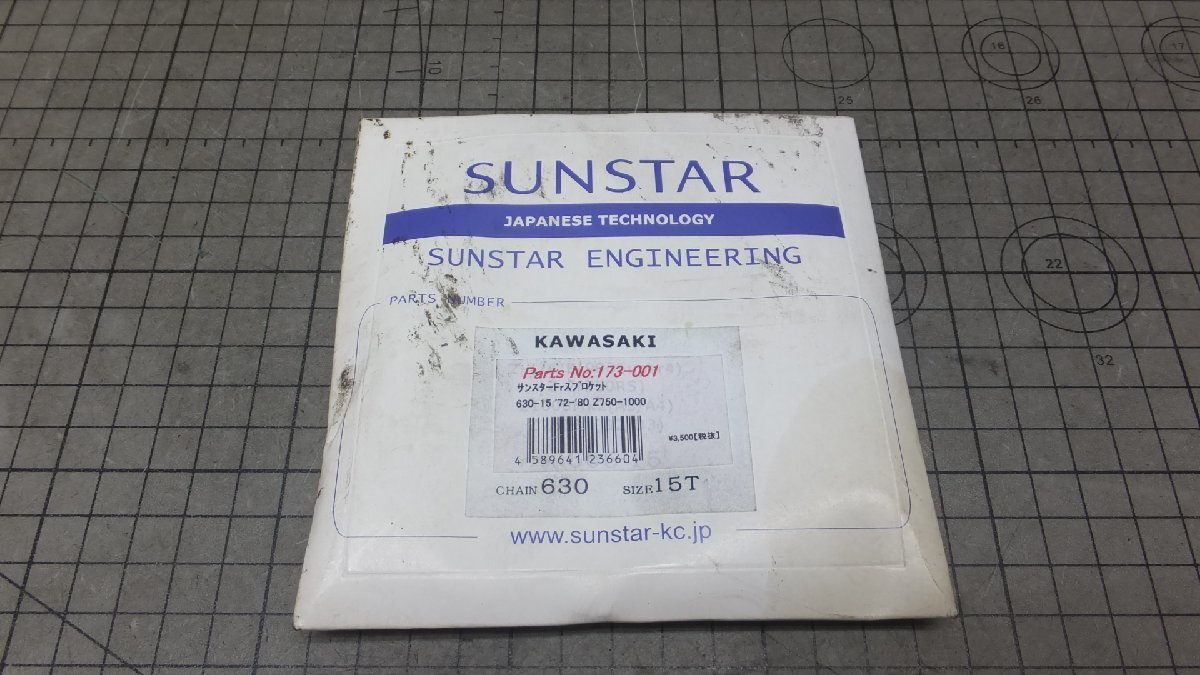 10
16
17
25
26
SUNSTAR
JAPANESE TECHNOLOGY
SUNSTAR ENGINEERING
22
PARTS NUMBER
KAWASAKI
32
Parts No:173-001
サンスターFrスプロケット
630-15 '72-'80 Z750-1000
¥3,500[税抜]
4 589641 236604
CHAIN 630 SIZE 15T
www.sunstar-kc.jp